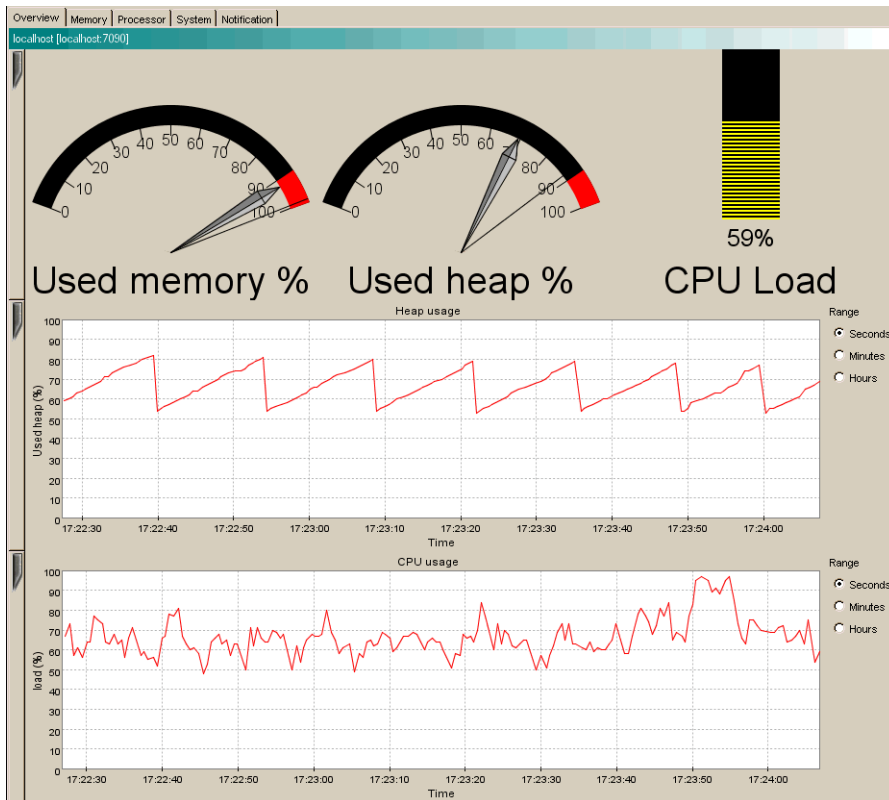 Overview Memory Processor System Notification
localhost [localhost:7090]
0 10 20 30 40 50 60 70 80 90 100
0 10 20 30 40 50 60 80 90 100
59%
Used memory % Used heap % CPU Load
Heap usage
Range
Seconds
Minutes
Hours
Used heap (%)
100
90
80
70
60
50
40
30
20
10
0
17:22:30 17:22:40 17:22:50 17:23:00 17:23:10 17:23:20 17:23:30 17:23:40 17:23:50 17:24:00
Time
CPU usage
Range
Seconds
Minutes
Hours
load (%)
100
90
80
70
60
50
40
30
20
10
0
17:22:30 17:22:40 17:22:50 17:23:00 17:23:10 17:23:20 17:23:30 17:23:40 17:23:50 17:24:00
Time